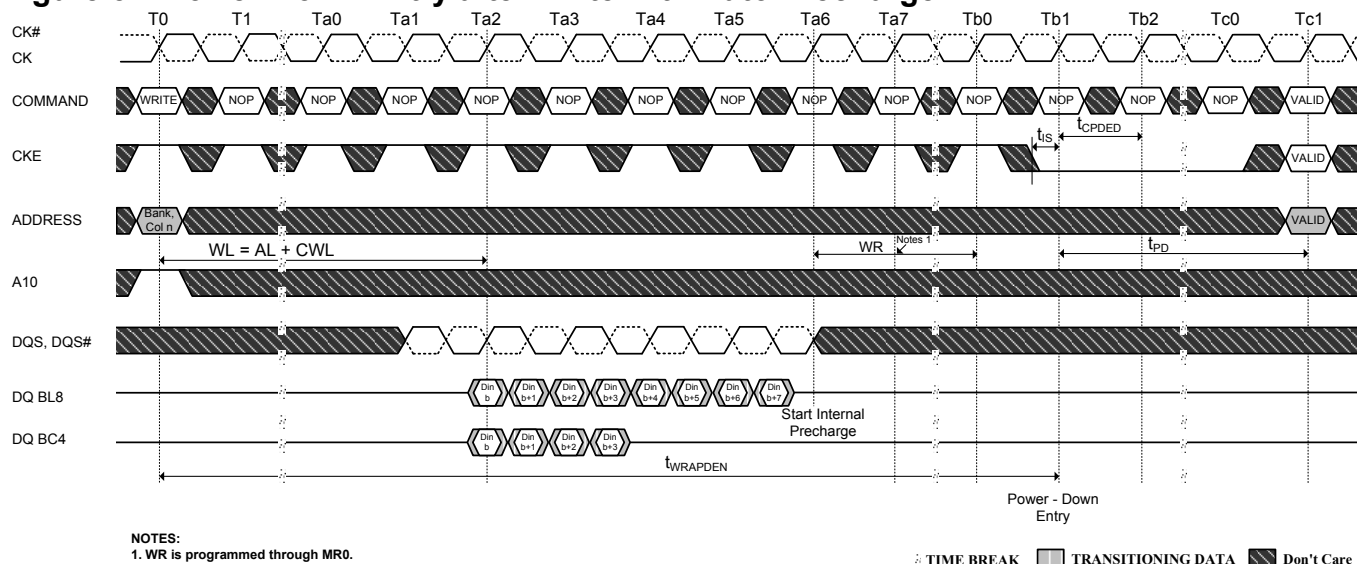 T0 T1 Ta0 Ta1 Ta2 Ta3 Ta4 Ta5 Ta6 Ta7 Tb0 Tb1 Tb2 Tc0 Tc1
CK#
CK
COMMAND WRITE NOP NOP NOP NOP NOP NOP NOP NOP NOP NOP NOP NOP NOP VALID
tIS tCPDED
CKE VALID
ADDRESS Bank, Col n VALID
WL = AL + CWL WR Notes 1 tPD
A10
DQS, DQS#
DQ BL8 Din b Din b+1 Din b+2 Din b+3 Din b+4 Din b+5 Din b+6 Din b+7
Start Internal
Precharge
DQ BC4 Din b Din b+1 Din b+2 Din b+3
tWRAPDEN
Power - Down
Entry
NOTES:
1. WR is programmed through MR0.
TIME BREAK TRANSITIONING DATA Don't Care